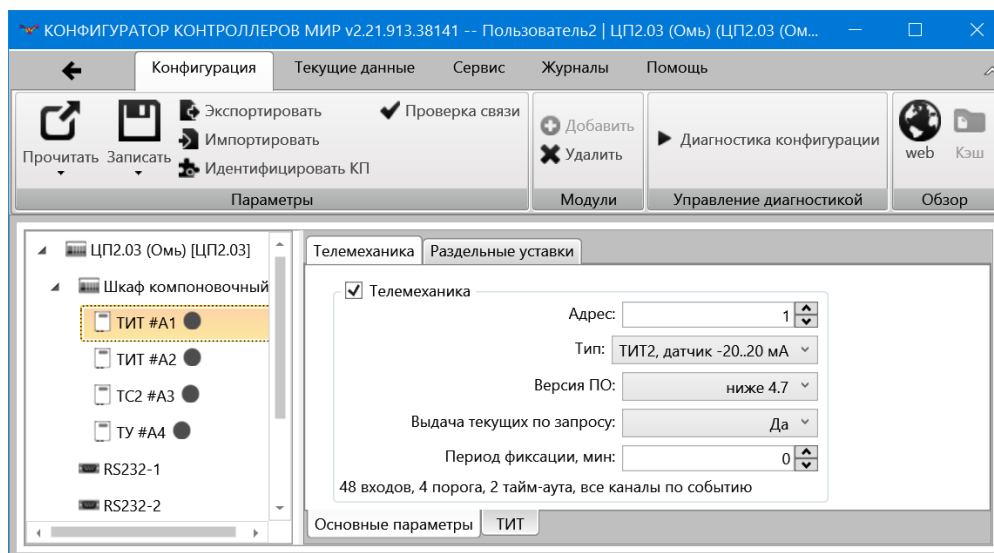 КОНФИГУРАТОР КОНТРОЛЛЕРОВ МИР v2.21.913.38141 -- Пользователь2 | ЦП2.03 (Омь) (ЦП2.03 (Ом...
Конфигурация Текущие данные Сервис Журналы Помощь
Прочитать Записать Экспортировать Проверка связи
Импортировать
Идентифицировать КП
Добавить
Удалить
Диагностика конфигурации
web Кэш
Параметры Модули Управление диагностикой Обзор
ЦП2.03 (Омь) [ЦП2.03]
Шкаф компоновочный
ТИТ #A1
ТИТ #A2
ТС2 #A3
ТУ #A4
RS232-1
RS232-2
Телемеханика Раздельные уставки
Телемеханика
Адрес: 1
Тип: ТИТ2, датчик -20..20 мА
Версия ПО: ниже 4.7
Выдача текущих по запросу: Да
Период фиксации, мин: 0
48 входов, 4 порога, 2 тайм-аута, все каналы по событию
Основные параметры ТИТ